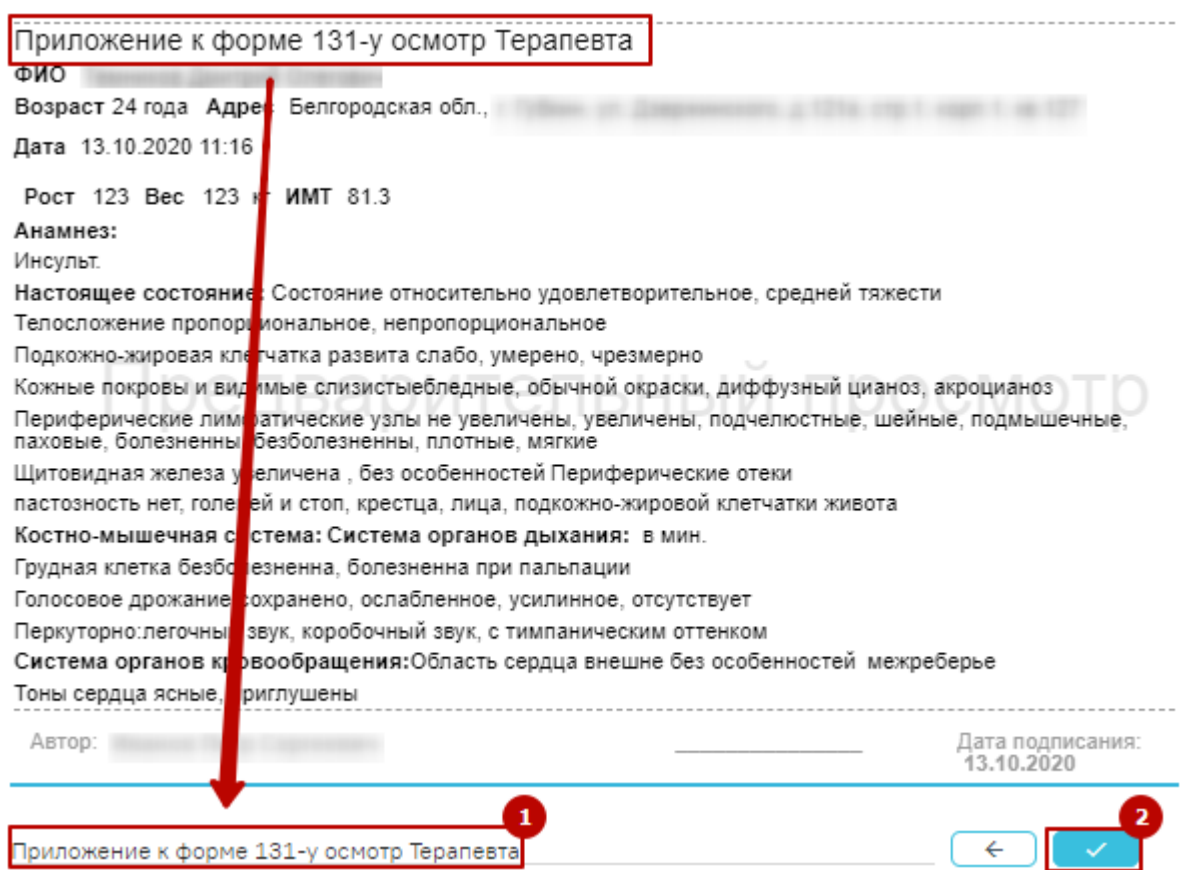 Приложение к форме 131-у осмотр Терапевта
ФИО
Возраст 24 года Адрес Белгородская обл.,
Дата 13.10.2020 11:16
Рост 123 Вес 123 кг ИМТ 81.3
Анамнез:
Инсульт.
Настоящее состояние: Состояние относительно удовлетворительное, средней тяжести
Телосложение пропорциональное, непропорциональное
Подкожно-жировая клетчатка развита слабо, умерено, чрезмерно
Предварительный просмотр
Кожные покровы и видимые слизистыебледные, обычной окраски, диффузный цианоз, акроцианоз
Периферические лимфатические узлы не увеличены, увеличены, подчелюстные, шейные, подмышечные,
паховые, болезненны, безболезненны, плотные, мягкие
Щитовидная железа увеличена , без особенностей Периферические отеки
пастозность нет, голеней и стоп, крестца, лица, подкожно-жировой клетчатки живота
Костно-мышечная система: Система органов дыхания: в мин.
Грудная клетка безболезненна, болезненна при пальпации
Голосовое дрожание сохранено, ослабленное, усилинное, отсутствует
Перкуторно:легочный звук, коробочный звук, с тимпаническим оттенком
Система органов кровообращения:Область сердца внешне без особенностей межреберье
Тоны сердца ясные, приглушены
Автор:
Дата подписания:
13.10.2020
1
2
Приложение к форме 131-у осмотр Терапевта